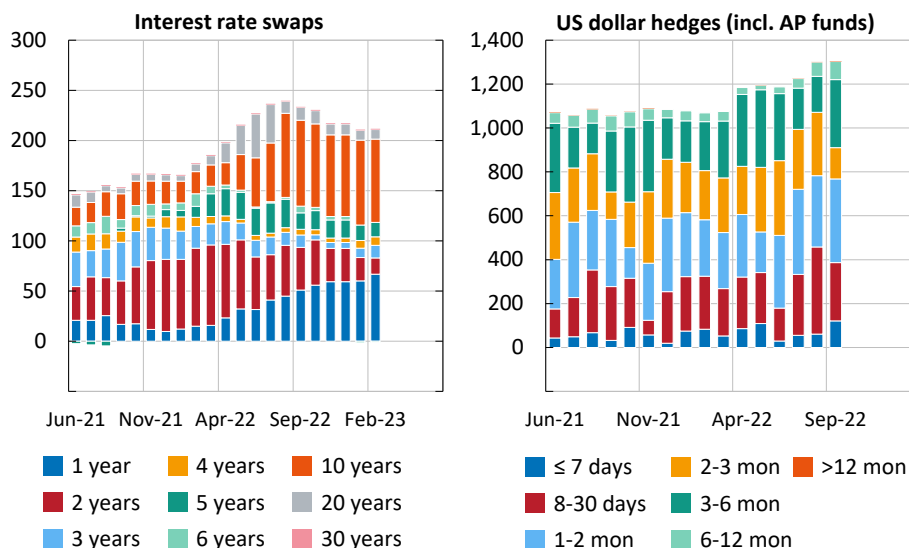 Interest rate swaps
300
250
200
150
100
50
0
Jun-21 Nov-21 Apr-22 Sep-22 Feb-23
1 year 4 years 10 years
2 years 5 years 20 years
3 years 6 years 30 years
US dollar hedges (incl. AP funds)
1,400
1,200
1,000
800
600
400
200
0
Jun-21 Nov-21 Apr-22 Sep-22
≤ 7 days 2-3 mon >12 mon
8-30 days 3-6 mon
1-2 mon 6-12 mon